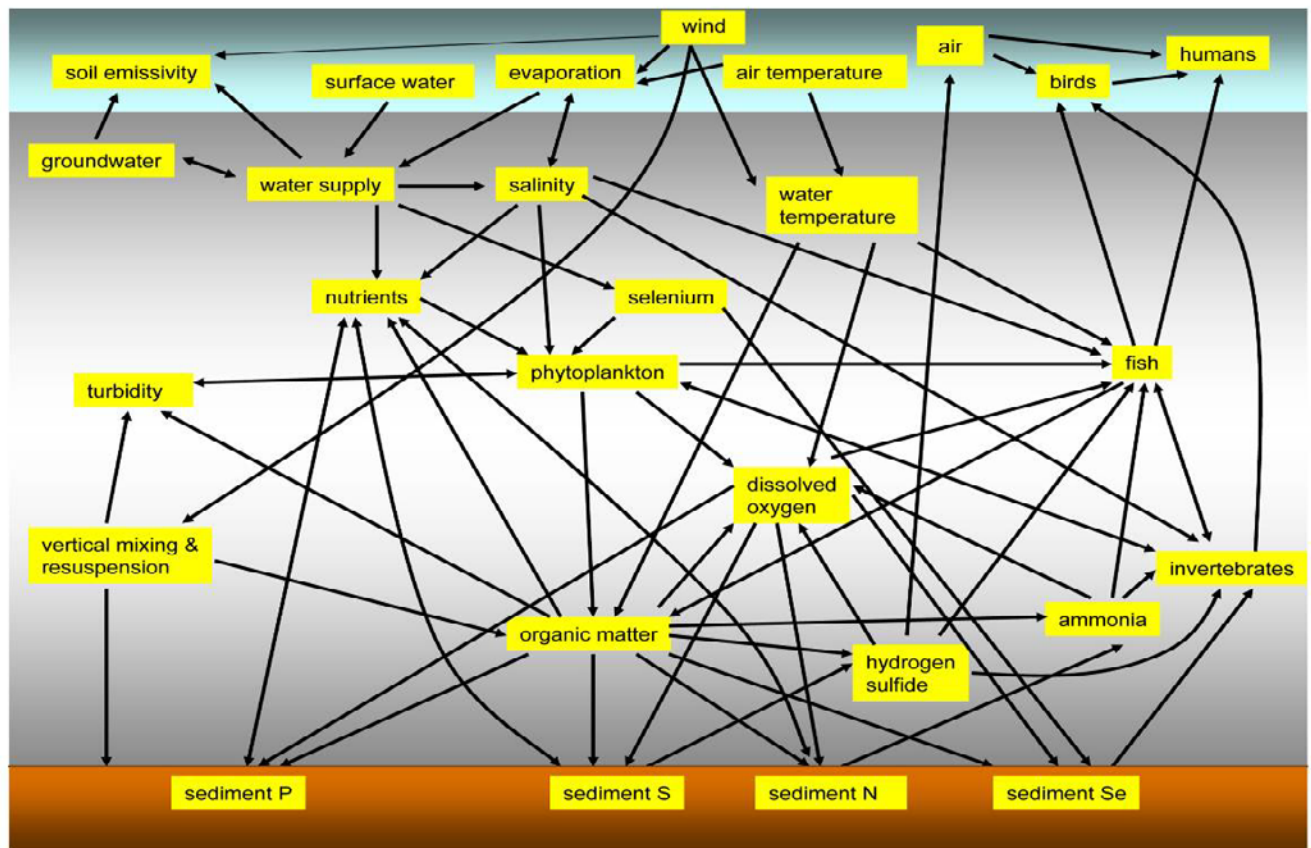 wind
air
humans
soil emissivity
surface water
evaporation
air temperature
birds
groundwater
water supply
salinity
water
temperature
nutrients
selenium
turbidity
phytoplankton
fish
dissolved
oxygen
vertical mixing &
resuspension
invertebrates
organic matter
ammonia
hydrogen
sulfide
sediment P
sediment S
sediment N
sediment Se